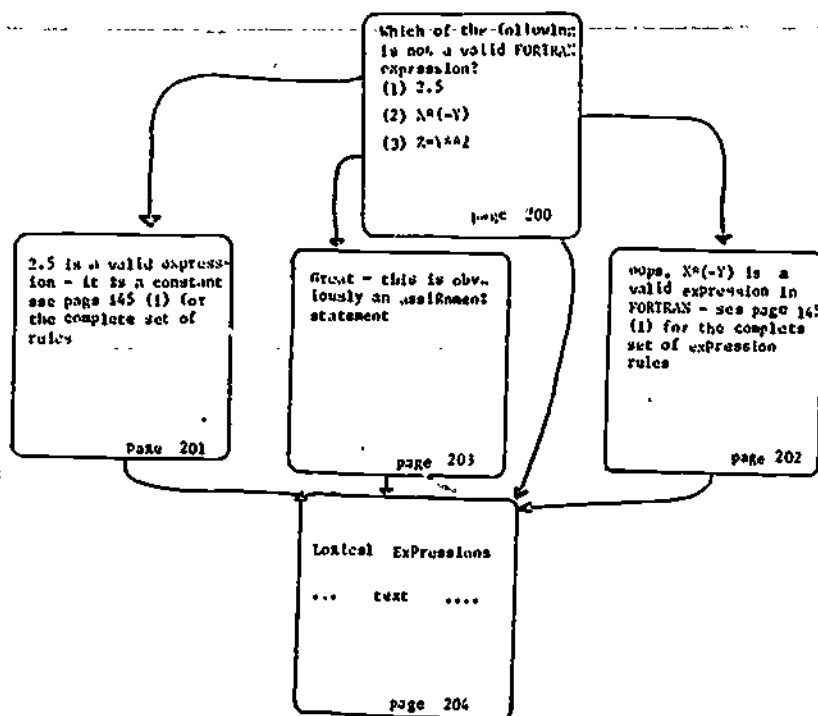 Which of the following
is not a valid FORTRAN
expression?
(1) 2.5
(2) X*(-Y)
(3) Z=Y**2
page 200
2.5 is a valid express-
ion - it is a constant
see page 145 (1) for
the complete set of
rules
page 201
Great - this is obv-
iously an assignment
statement
page 203
oops, X*(-Y) is a
valid expression in
FORTRAN - see page 145
(1) for the complete
set of expression
rules
page 202
Logical Expressions
... text ....
page 204